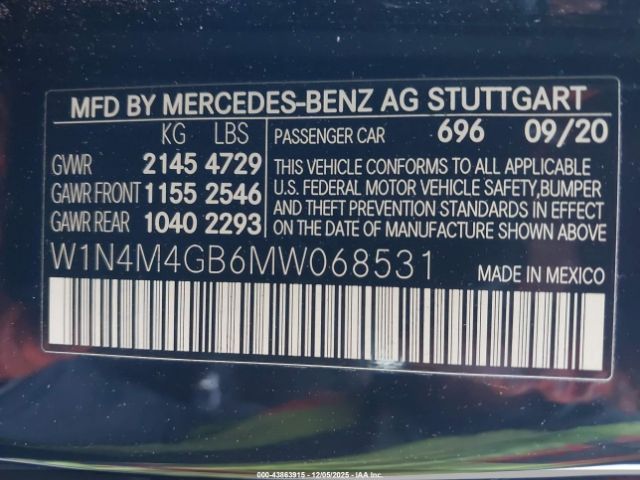 MFD BY MERCEDES-BENZ AG STUTTGART
KG LBS
GVWR 2145 4729
GAWR FRONT 1155 2546
GAWR REAR 1040 2293
PASSENGER CAR 696 09/20
THIS VEHICLE CONFORMS TO ALL APPLICABLE
U.S. FEDERAL MOTOR VEHICLE SAFETY,BUMPER
AND THEFT PREVENTION STANDARDS IN EFFECT
ON THE DATE OF MANUFACTURE SHOWN ABOVE.
W1N4M4GB6MW068531
MADE IN MEXICO
000-43863915 - 12/05/2025 - IAA Inc.